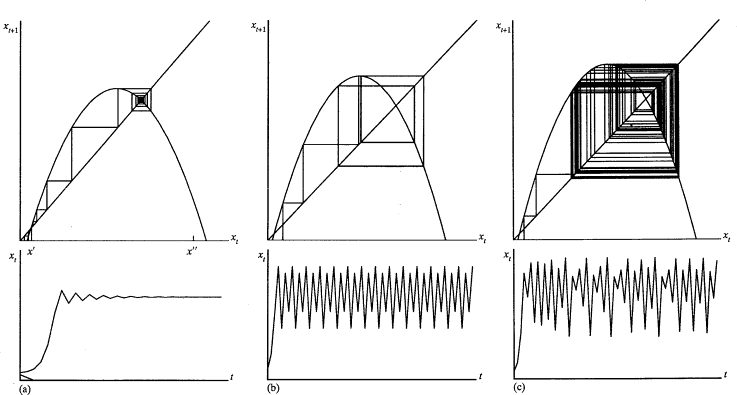 x_{t+1}
x_{t+1}
x_{t+1}
x' x'' x_t
x_t
x_t
x_t
x_t
x_t
t
t
t
(a)
(b)
(c)